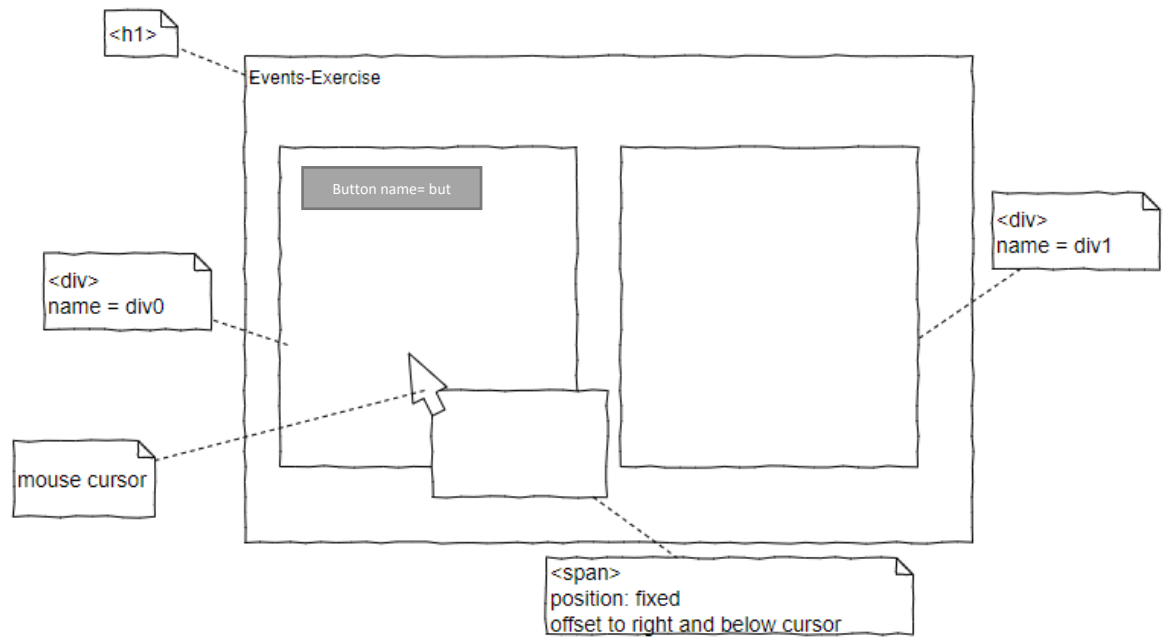 <h1>
Events-Exercise
Button name= but
<div>
name = div1
<div>
name = div0
mouse cursor
<span>
position: fixed
offset to right and below cursor